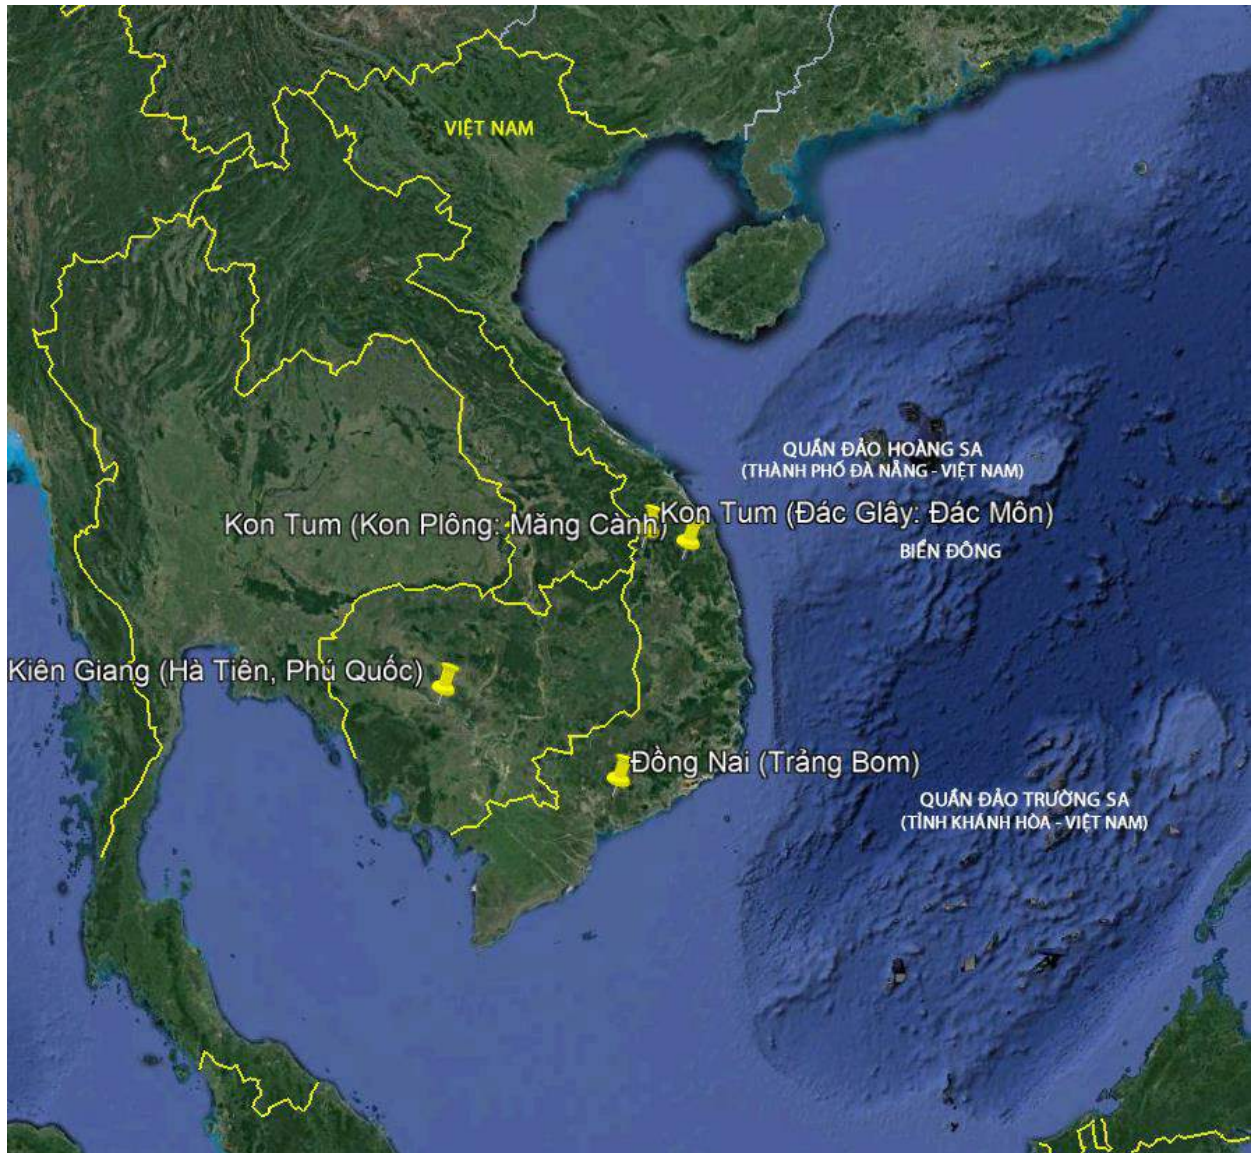 VIỆT NAM
QUẦN ĐẢO HOÀNG SA
(THÀNH PHỐ ĐÀ NẴNG - VIỆT NAM)
Kon Tum (Kon Plông: Măng Cành)
Kon Tum (Đác Glây: Đác Môn)
BIỂN ĐÔNG
Kiên Giang (Hà Tiên, Phú Quốc)
Đồng Nai (Trảng Bom)
QUẦN ĐẢO TRƯỜNG SA
(TỈNH KHÁNH HÒA - VIỆT NAM)